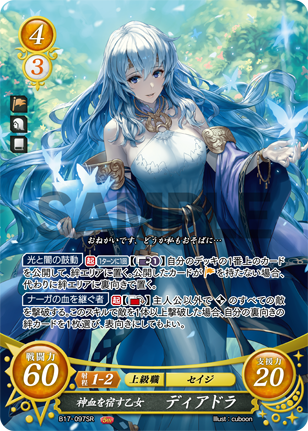 4
3
SAMPLE
おねがいです。どうか私もおそばに…
光と闇の鼓動 起 1ターンに1回 【 3】自分のデッキの1番上のカード
を公開して、絆エリアに置く。公開したカードが を持たない場合、
代わりに絆エリアに裏向きで置く。
ナーガの血を継ぐ者 起 【 】主人公以外で のすべての敵
を撃破する。このスキルで敵を1体以上撃破した場合、自分の裏向きの
絆カードを1枚選び、表向きにしてもよい。
戦闘力 60
射程 1-2 上級職 セイジ
支援力 20
神血を宿す乙女 ディアドラ
B17-097SR
Illust : cuboon